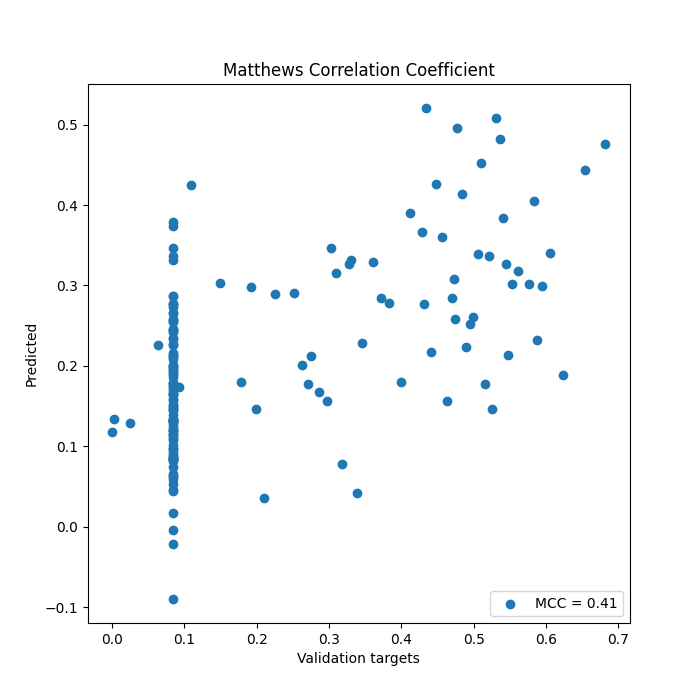 Matthews Correlation Coefficient
Predicted
0.5
0.4
0.3
0.2
0.1
0.0
−0.1
MCC = 0.41
0.0 0.1 0.2 0.3 0.4 0.5 0.6 0.7
Validation targets